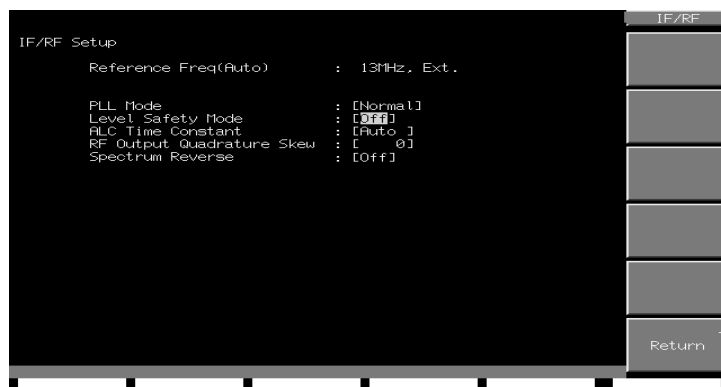 IF/RF
IF/RF Setup
Reference Freq(Auto) : 13MHz, Ext.
PLL Mode : [Normal]
Level Safety Mode : [Off]
ALC Time Constant : [Auto ]
RF Output Quadrature Skew : [ 0]
Spectrum Reverse : [Off]
Return